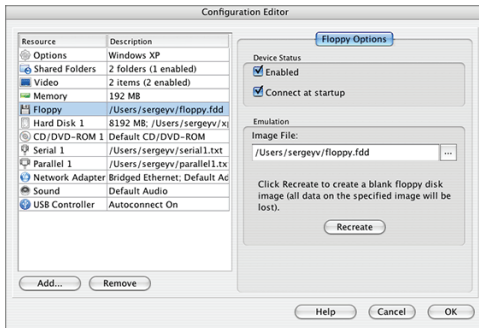 Configuration Editor
Resource Description
Options Windows XP
Shared Folders 2 folders (1 enabled)
Video 2 items (2 enabled)
Memory 192 MB
Floppy /Users/sergeyv/floppy.fdd
Hard Disk 1 8192 MB; /Users/sergeyv/xp
CD/DVD-ROM 1 Default CD/DVD-ROM
Serial 1 /Users/sergeyv/serial1.txt
Parallel 1 /Users/sergeyv/parallel1.tx
Network Adapter Bridged Ethernet; Default Ad
Sound Default Audio
USB Controller Autoconnect On
Add... Remove
Floppy Options
Device Status
Enabled
Connect at startup
Emulation
Image File:
/Users/sergeyv/floppy.fdd ...
Click Recreate to create a blank floppy disk
image (all data on the specified image will be
lost).
Recreate
Help Cancel OK